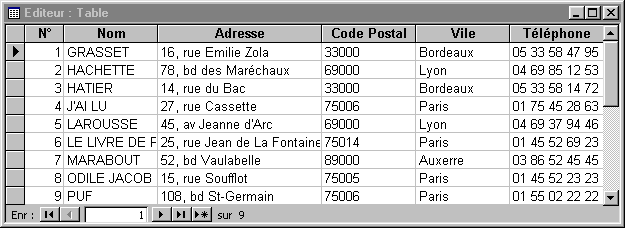 Editeur : Table
N° Nom Adresse Code Postal Vile Téléphone
1 GRASSET 16, rue Emilie Zola 33000 Bordeaux 05 33 58 47 95
2 HACHETTE 78, bd des Maréchaux 69000 Lyon 04 69 85 12 53
3 HATIER 14, rue du Bac 33000 Bordeaux 05 33 58 14 72
4 J'AI LU 27, rue Cassette 75006 Paris 01 75 45 28 63
5 LAROUSSE 45, av Jeanne d'Arc 69000 Lyon 04 69 37 94 46
6 LE LIVRE DE P 25, rue Jean de La Fontaine 75014 Paris 01 45 52 69 23
7 MARABOUT 52, bd Vaulabelle 89000 Auxerre 03 86 52 45 45
8 ODILE JACOB 15, rue Soufflot 75005 Paris 01 45 52 23 23
9 PUF 108, bd St-Germain 75006 Paris 01 55 02 22 22
Enr : 1 sur 9